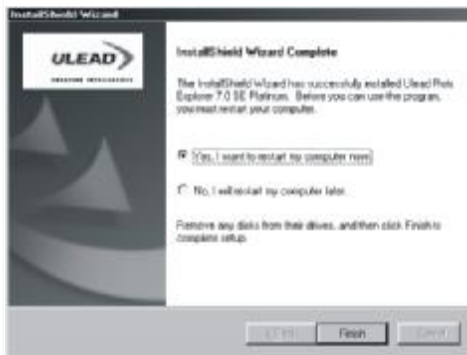 InstallShield Wizard
ULEAD
InstallShield Wizard Complete
The InstallShield Wizard has successfully installed Ulead Photo
Explorer 7.0 SE Platinum. Before you can use the program,
you must restart your computer.
Yes, I want to restart my computer now.
No, I will restart my computer later.
Remove any disks from their drives, and then click Finish to
complete setup.
Finish
Cancel